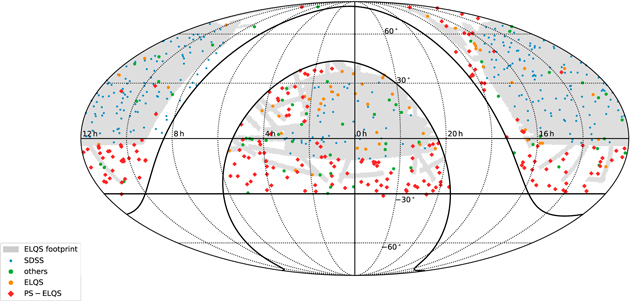 60°
30°
12h
8h
4h
0h
20h
16h
−30°
−60°
ELQS footprint
SDSS
others
ELQS
PS − ELQS